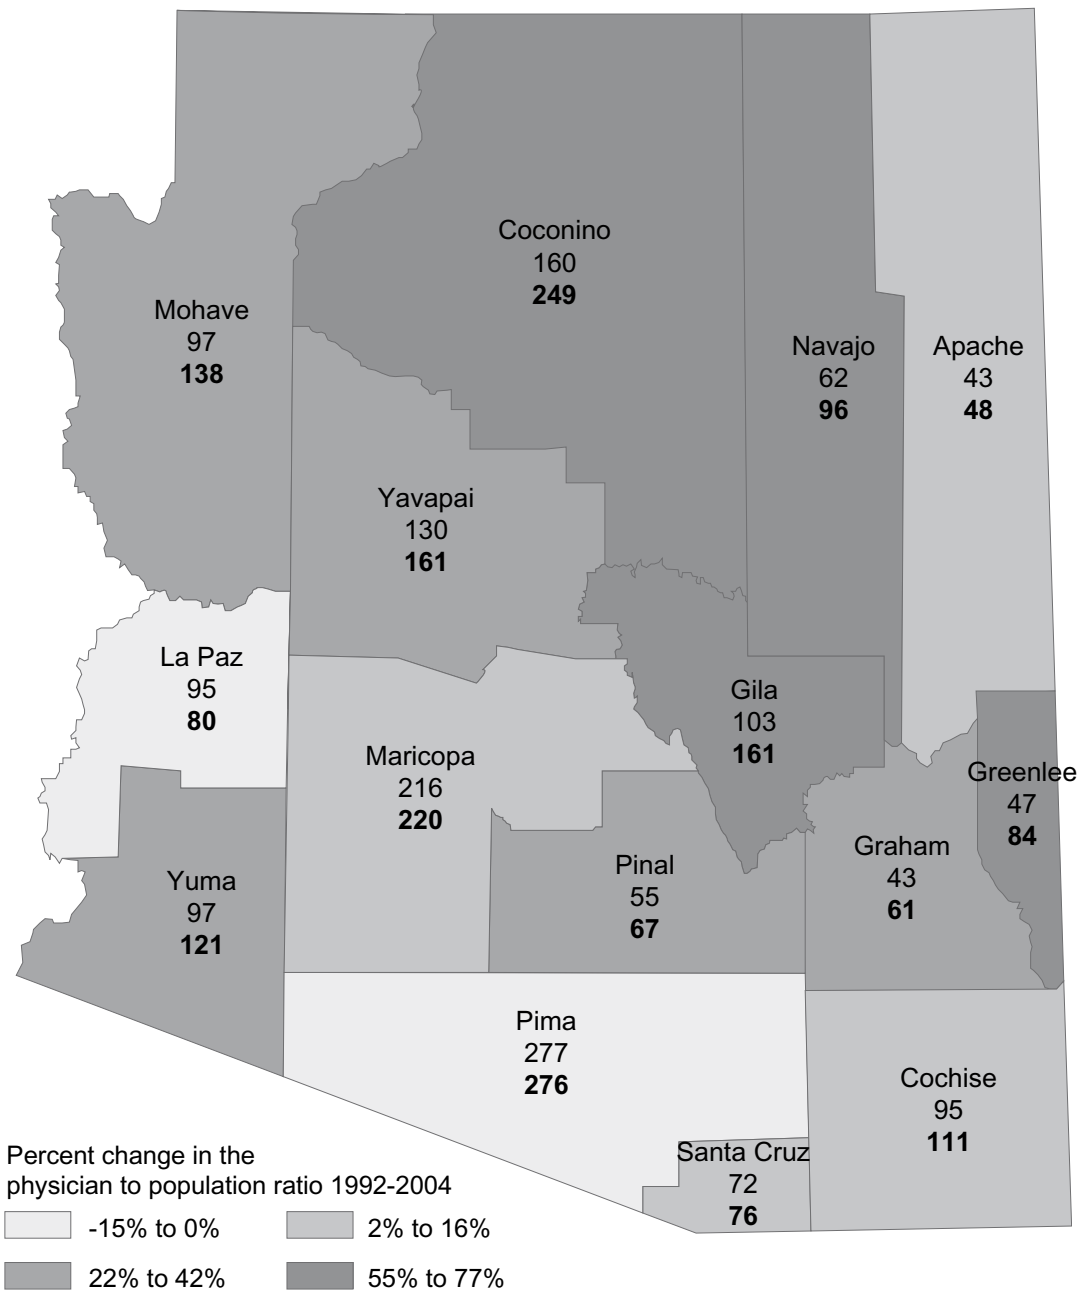 Coconino
160
249
Mohave
97
138
Navajo
62
96
Apache
43
48
Yavapai
130
161
La Paz
95
80
Gila
103
161
Maricopa
216
220
Greenlee
47
84
Graham
43
61
Pinal
55
67
Yuma
97
121
Pima
277
276
Cochise
95
111
Santa Cruz
72
76
Percent change in the
physician to population ratio 1992-2004
-15% to 0%
2% to 16%
22% to 42%
55% to 77%